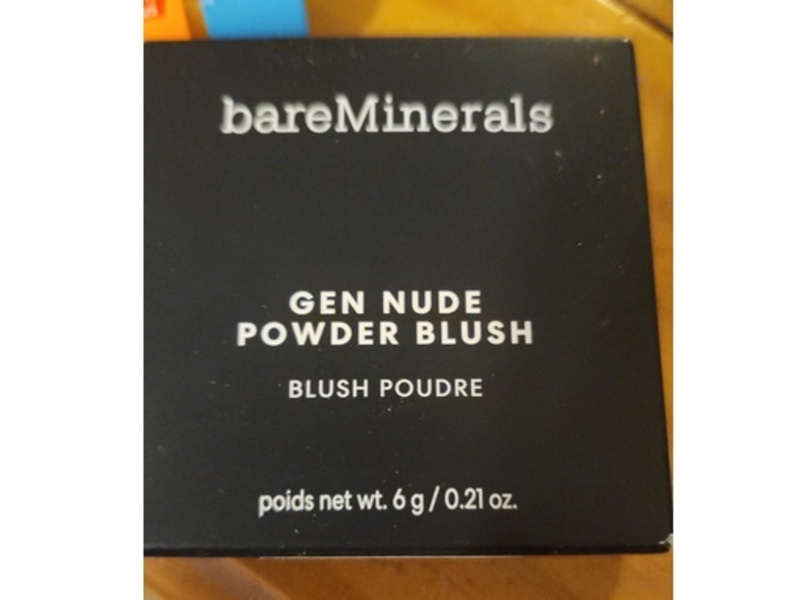 bareMinerals
GEN NUDE
POWDER BLUSH
BLUSH POUDRE
poids net wt. 6 g / 0.21 oz.